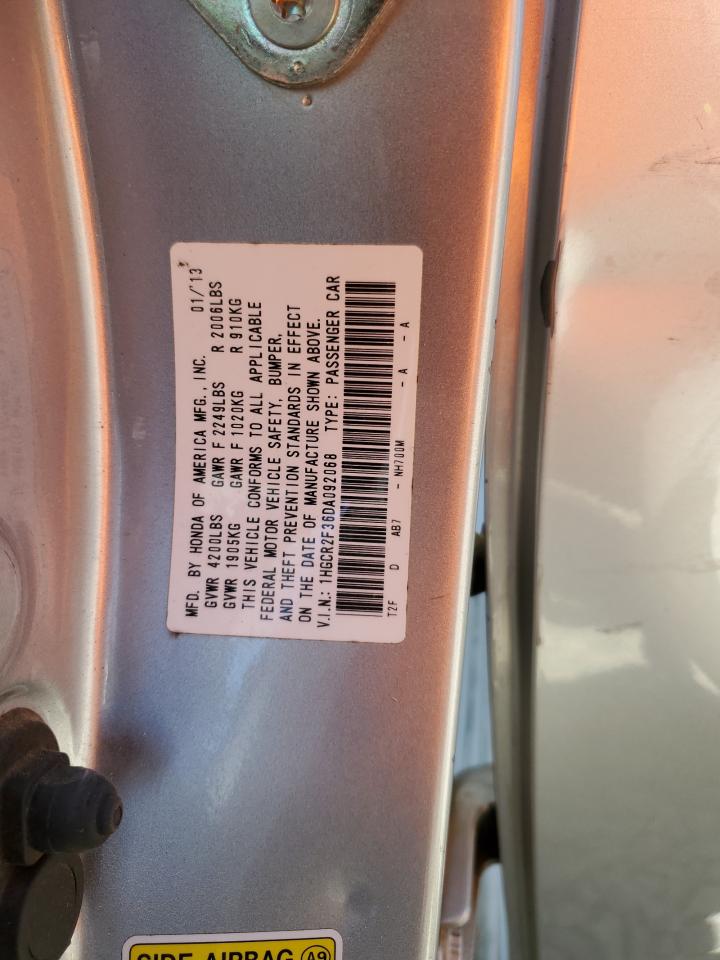 MFD. BY HONDA OF AMERICA MFG., INC. 01/'13
GVWR 4200LBS GAWR F 2249LBS R 2006LBS
GVWR 1905KG GAWR F 1020KG R 910KG
THIS VEHICLE CONFORMS TO ALL APPLICABLE
FEDERAL MOTOR VEHICLE SAFETY, BUMPER,
AND THEFT PREVENTION STANDARDS IN EFFECT
ON THE DATE OF MANUFACTURE SHOWN ABOVE.
V.I.N.: 1HGCR2F36DA092068 TYPE: PASSENGER CAR
T2F D AB7 - NH700M - A - A
SIDE AIRBAG A9